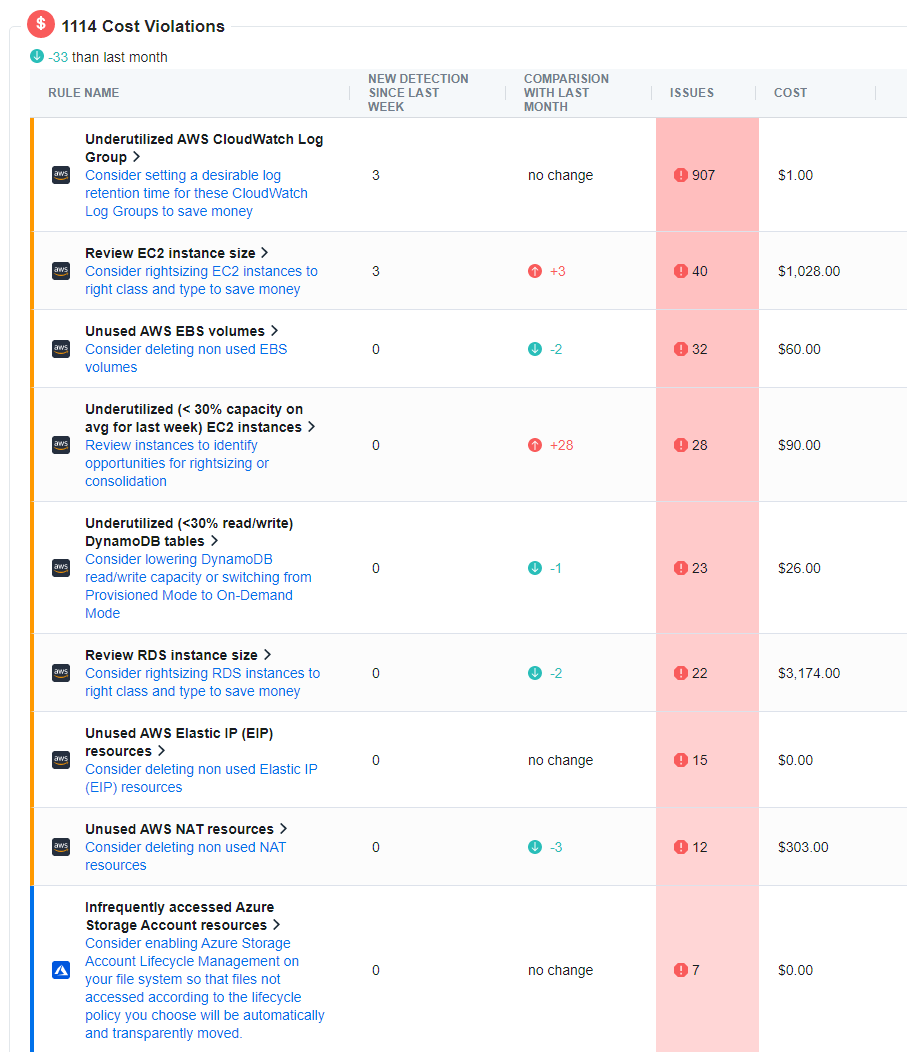 $ 1114 Cost Violations
-33 than last month
RULE NAME
NEW DETECTION
SINCE LAST
WEEK
COMPARISION
WITH LAST
MONTH
ISSUES
COST
aws
Underutilized AWS CloudWatch Log
Group >
Consider setting a desirable log
retention time for these CloudWatch
Log Groups to save money
3
no change
907
$1.00
aws
Review EC2 instance size >
Consider rightsizing EC2 instances to
right class and type to save money
3
+3
40
$1,028.00
aws
Unused AWS EBS volumes >
Consider deleting non used EBS
volumes
0
-2
32
$60.00
aws
Underutilized (< 30% capacity on
avg for last week) EC2 instances >
Review instances to identify
opportunities for rightsizing or
consolidation
0
+28
28
$90.00
aws
Underutilized (<30% read/write)
DynamoDB tables >
Consider lowering DynamoDB
read/write capacity or switching from
Provisioned Mode to On-Demand
Mode
0
-1
23
$26.00
aws
Review RDS instance size >
Consider rightsizing RDS instances to
right class and type to save money
0
-2
22
$3,174.00
aws
Unused AWS Elastic IP (EIP)
resources >
Consider deleting non used Elastic IP
(EIP) resources
0
no change
15
$0.00
aws
Unused AWS NAT resources >
Consider deleting non used NAT
resources
0
-3
12
$303.00
Infrequently accessed Azure
Storage Account resources >
Consider enabling Azure Storage
Account Lifecycle Management on
your file system so that files not
accessed according to the lifecycle
policy you choose will be automatically
and transparently moved.
0
no change
7
$0.00